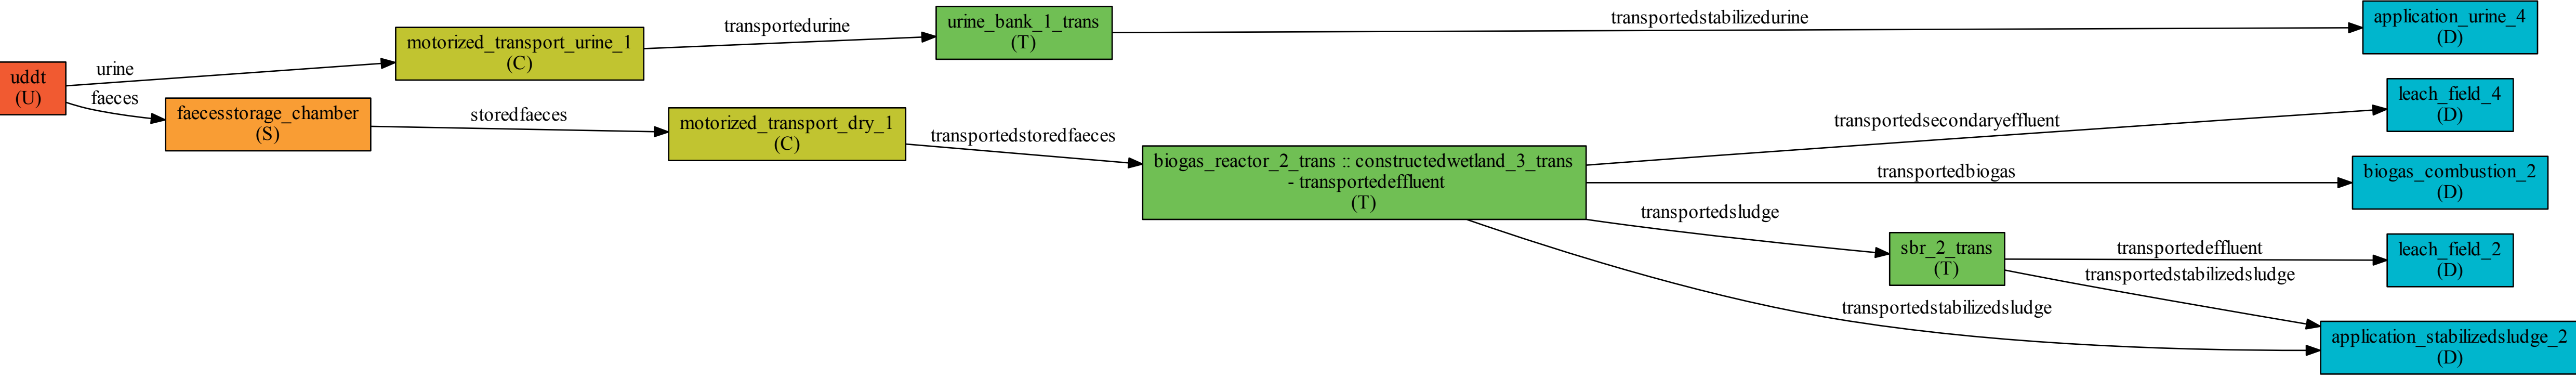 uddt
(U)
urine
faeces
faecesstorage_chamber
(S)
motorized_transport_urine_1
(C)
storedfaeces
motorized_transport_dry_1
(C)
transportedurine
transportedstoredfaeces
urine_bank_1_trans
(T)
biogas_reactor_2_trans :: constructedwetland_3_trans
- transportedeffluent
(T)
transportedstabilizedurine
transportedsecondaryeffluent
transportedbiogas
transportedsludge
transportedstabilizedsludge
sbr_2_trans
(T)
transportedeffluent
transportedstabilizedsludge
application_urine_4
(D)
leach_field_4
(D)
biogas_combustion_2
(D)
leach_field_2
(D)
application_stabilizedsludge_2
(D)